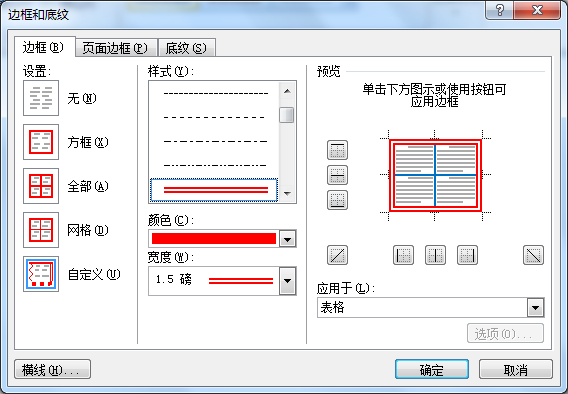 边框和底纹
边框(B)
页面边框(P)
底纹(S)
设置:
无(N)
方框(X)
全部(A)
网格(D)
自定义(U)
样式(Y):
颜色(C):
宽度(W):
1.5 磅
预览
单击下方图示或使用按钮可
应用边框
应用于(L):
表格
选项(O)...
横线(H)...
确定
取消